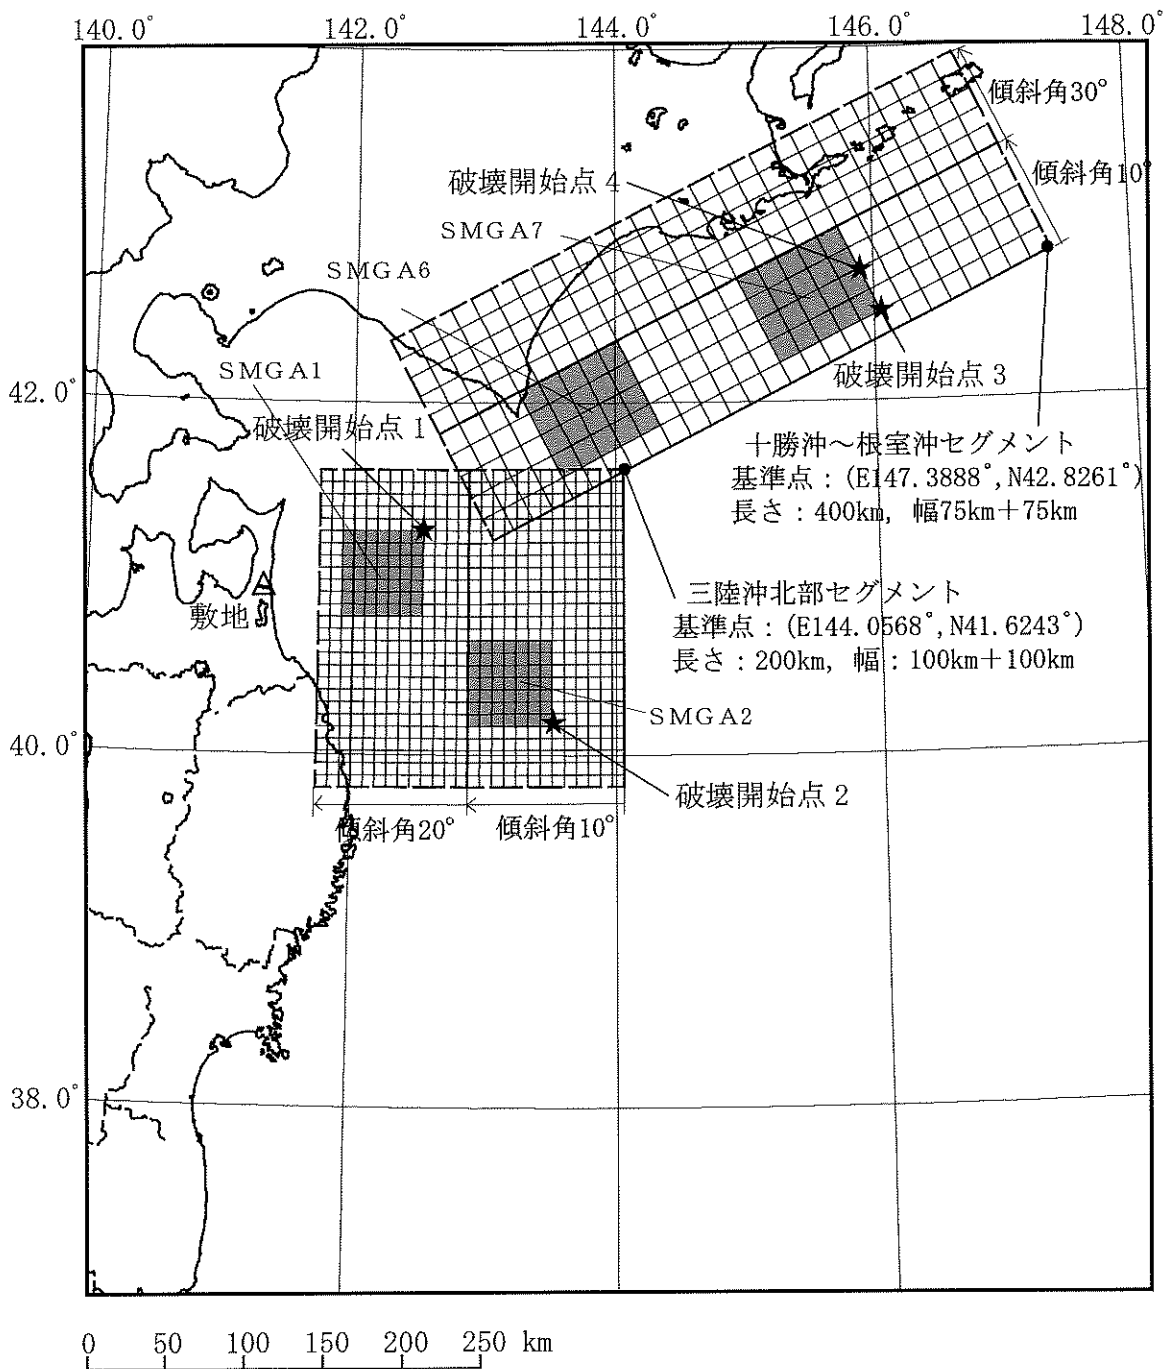 140.0° 142.0° 144.0° 146.0° 148.0°
傾斜角30°
破壊開始点4
傾斜角10°
SMGA7
SMGA6
SMGA1
破壊開始点3
42.0°
破壊開始点1
十勝沖～根室沖セグメント
基準点:(E147.3888°,N42.8261°)
長さ:400km, 幅75km+75km
三陸沖北部セグメント
敷地
基準点:(E144.0568°,N41.6243°)
長さ:200km, 幅:100km+100km
SMGA2
40.0°
破壊開始点2
傾斜角20° 傾斜角10°
38.0°
0 50 100 150 200 250 km